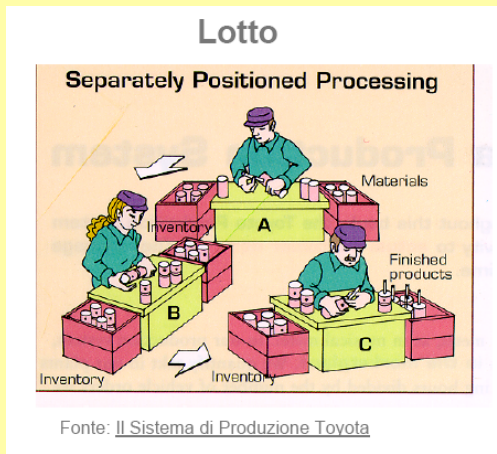 Lotto
Separately Positioned Processing
Materials
Inventory
A
Finished
products
B
C
Inventory
Inventory
Fonte: Il Sistema di Produzione Toyota